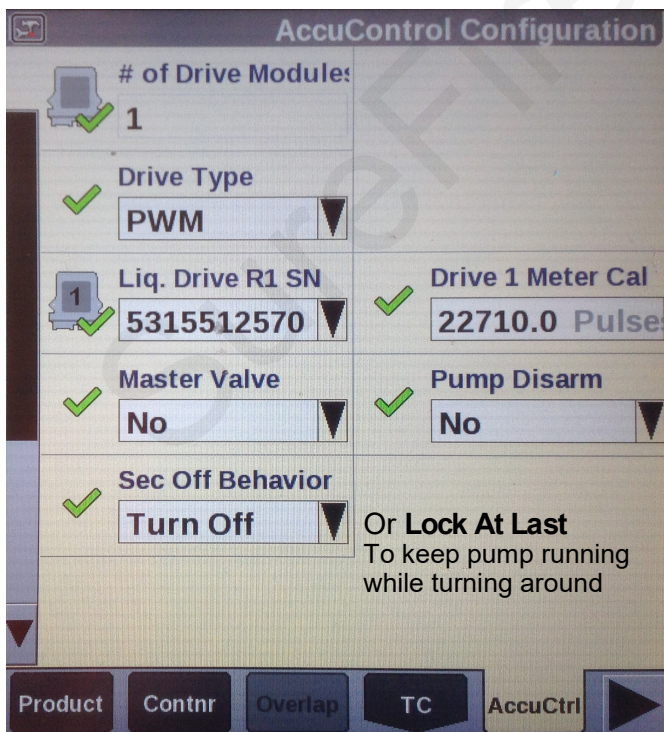 AccuControl Configuration
# of Drive Modules
1
Drive Type
PWM
1
Liq. Drive R1 SN
5315512570
Drive 1 Meter Cal
22710.0 Pulses
Master Valve
No
Pump Disarm
No
Sec Off Behavior
Turn Off
Or Lock At Last
To keep pump running
while turning around
Product Contnr Overlap TC AccuCtrl